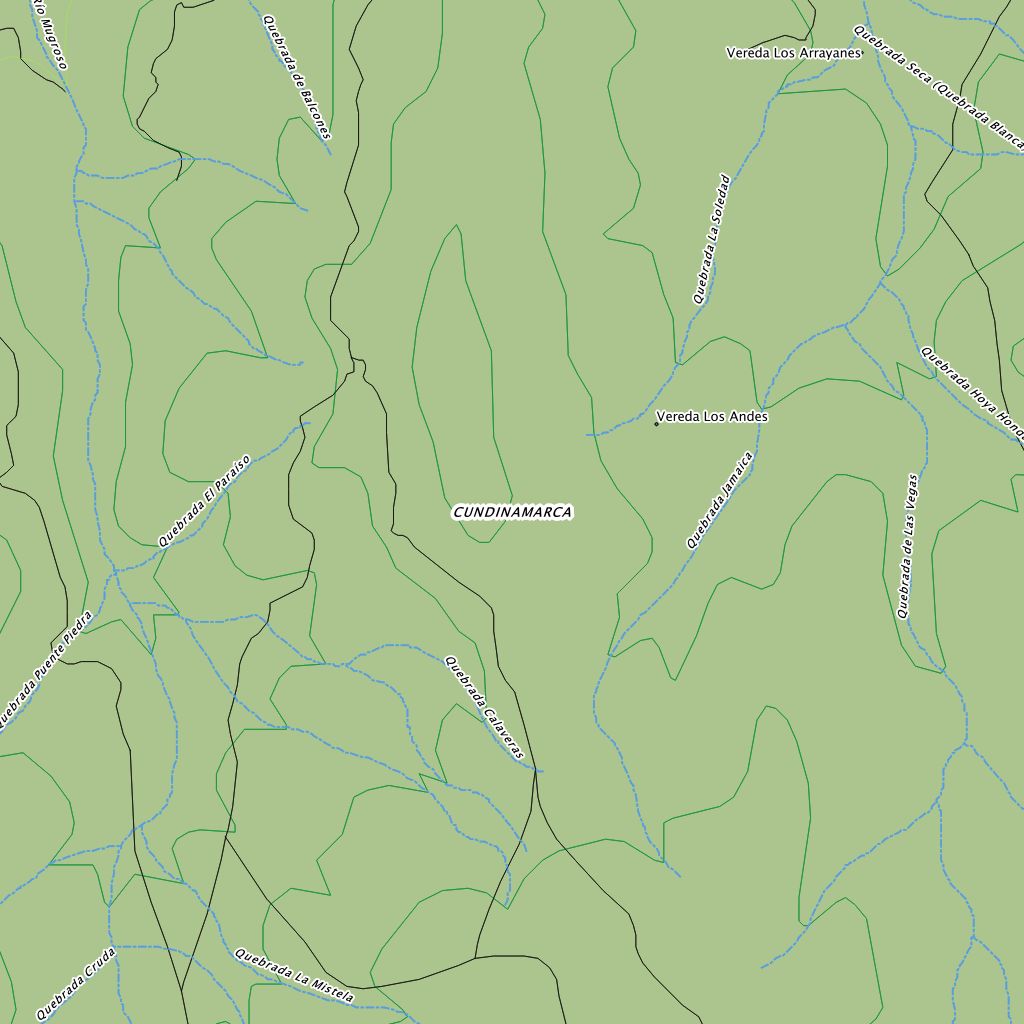 Río Mugroso
Quebrada de Balcones
Vereda Los Arrayanes
Quebrada Seca (Quebrada Blanca)
Quebrada La Soledad
Quebrada Hoya Hond
Vereda Los Andes
Quebrada El Paraíso
Quebrada Jamaica
CUNDINAMARCA
Quebrada de Las Vegas
Quebrada Puente Piedra
Quebrada Calaveras
Quebrada La Mistela
Quebrada Cruda